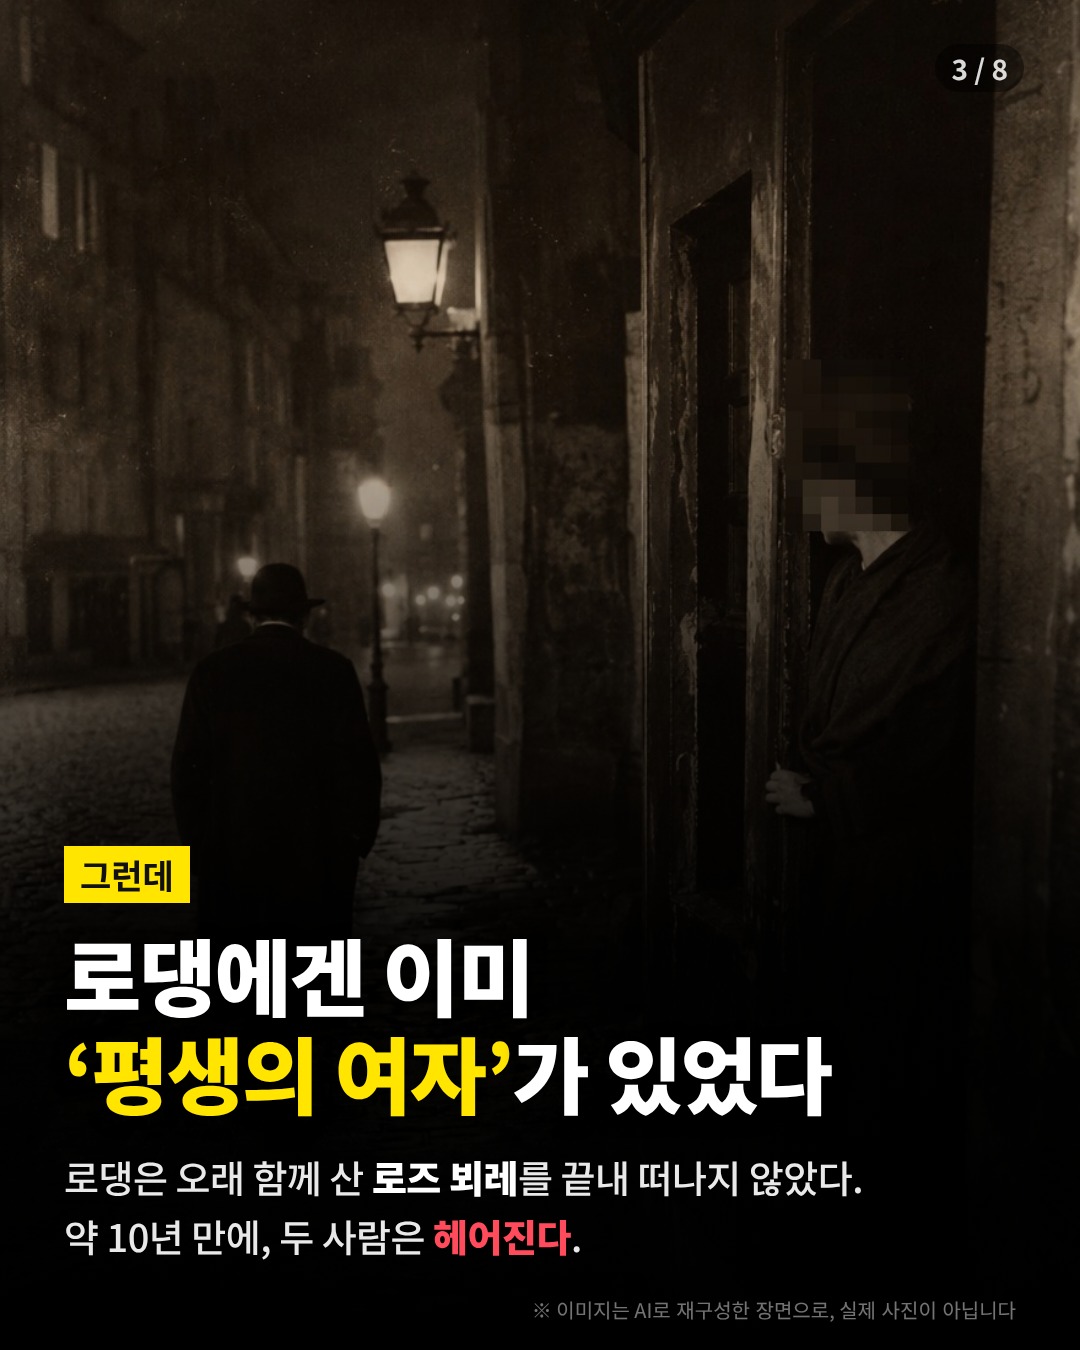 3 / 8
그런데
로댕에겐 이미
‘평생의 여자’가 있었다
로댕은 오래 함께 산 로즈 뵈레를 끝내 떠나지 않았다.
약 10년 만에, 두 사람은 헤어진다.
※ 이미지는 AI로 재구성한 장면으로, 실제 사진이 아닙니다